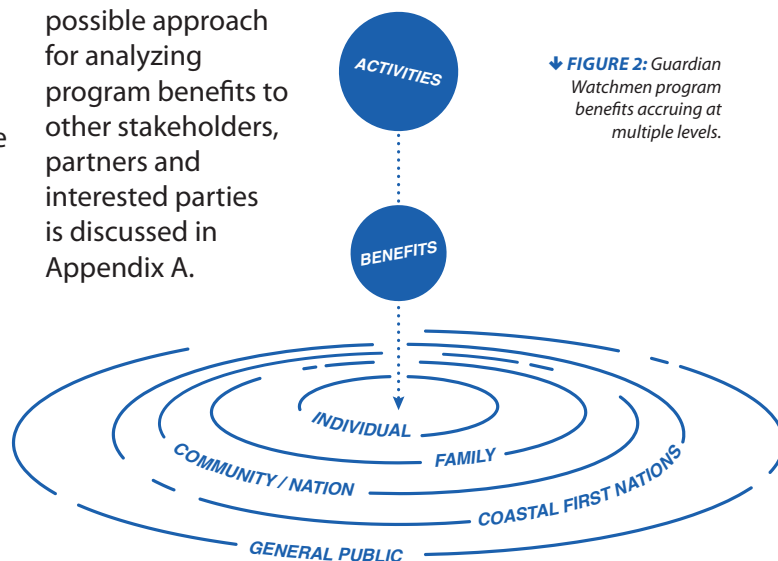 e
possible approach
for analyzing
program benefits to
other stakeholders,
partners and
interested parties
is discussed in
Appendix A.
ACTIVITIES
FIGURE 2: Guardian
Watchmen program
benefits accruing at
multiple levels.
BENEFITS
INDIVIDUAL
FAMILY
COMMUNITY / NATION
COASTAL FIRST NATIONS
GENERAL PUBLIC